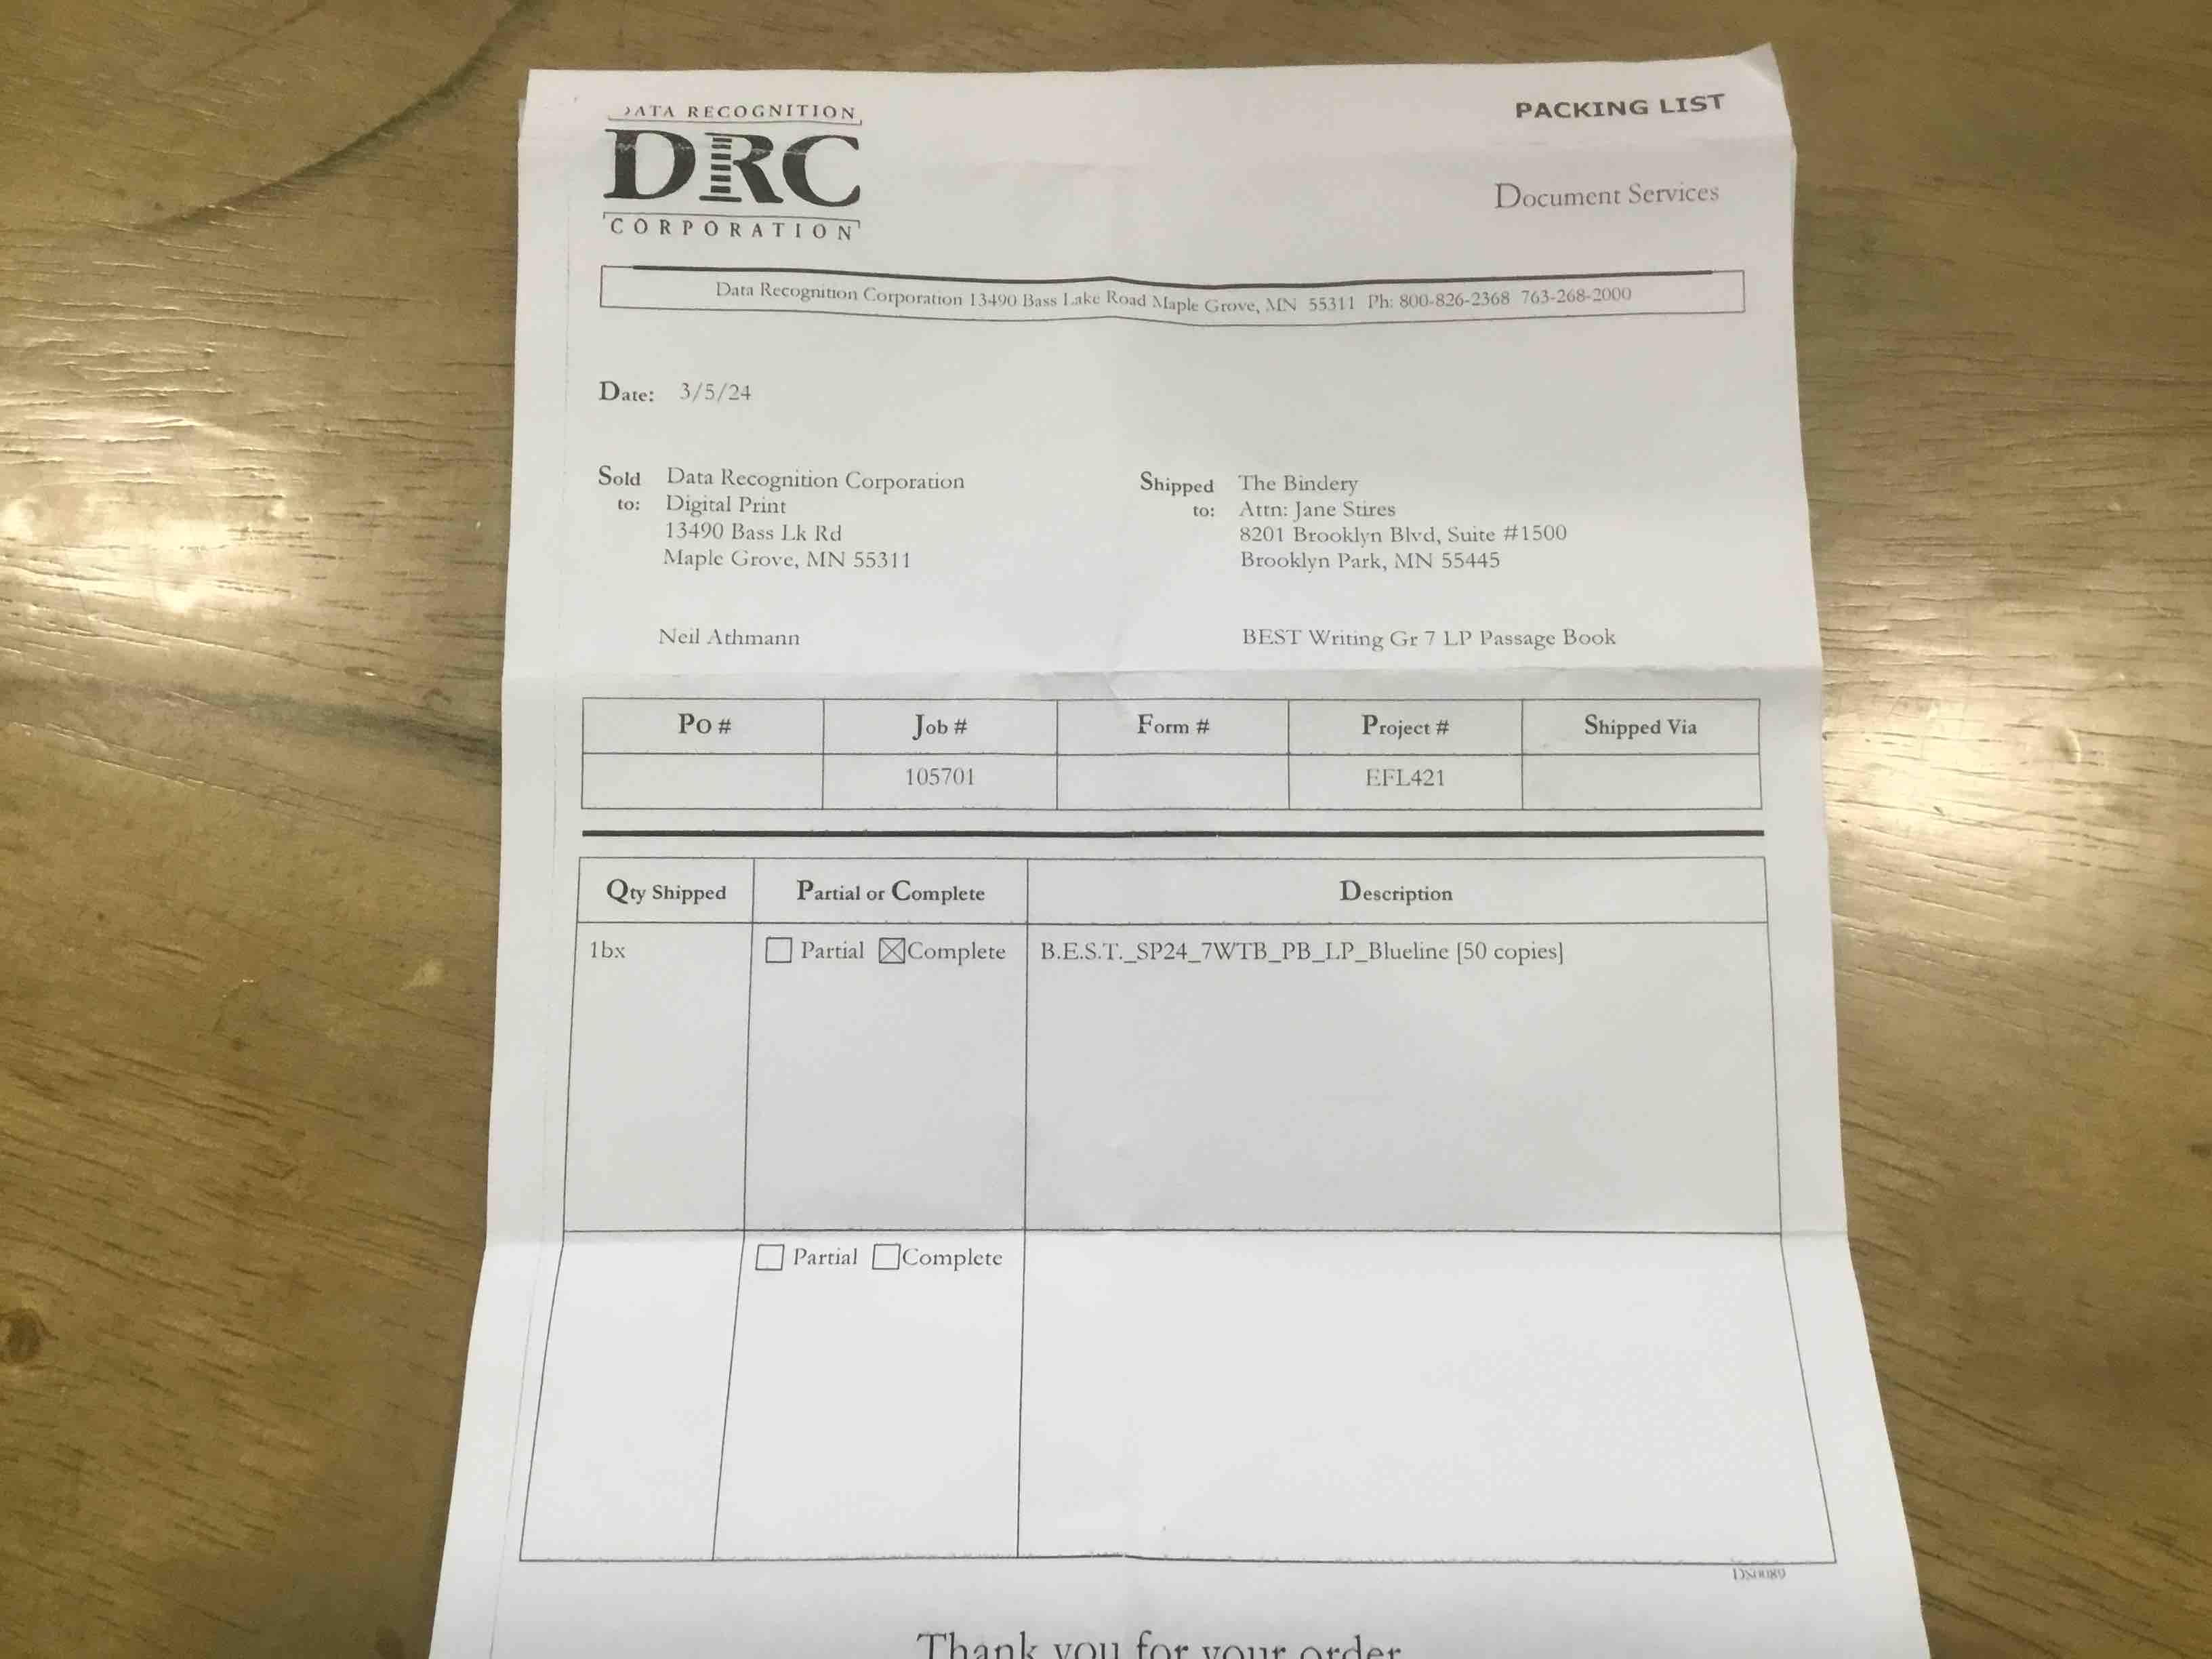 DATA RECOGNITION
DRC
CORPORATION
PACKING LIST
Document Services
Data Recognition Corporation 13490 Bass Lake Road Maple Grove, MN 55311 Ph: 800-826-2368 763-268-2000
Date: 3/5/24
Sold to: Data Recognition Corporation
Digital Print
13490 Bass Lk Rd
Maple Grove, MN 55311
Shipped to: The Bindery
Attn: Jane Stires
8201 Brooklyn Blvd, Suite #1500
Brooklyn Park, MN 55445
Neil Athmann
BEST Writing Gr 7 LP Passage Book
PO # Job # Form # Project # Shipped Via
105701 EFL421
Qty Shipped Partial or Complete Description
1bx Partial Complete B.E.S.T._SP24_7WTB_PB_LP_Blueline [50 copies]
Partial Complete
DS0089
Thank you for your order